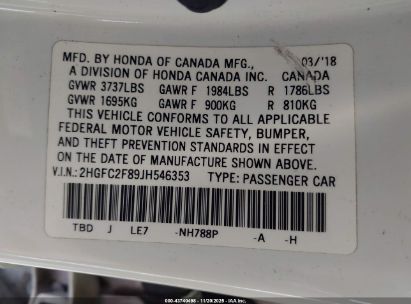 MFD. BY HONDA OF CANADA MFG., 03/'18
A DIVISION OF HONDA CANADA INC. CANADA
GVWR 3737LBS GAWR F 1984LBS R 1786LBS
GVWR 1695KG GAWR F 900KG R 810KG
THIS VEHICLE CONFORMS TO ALL APPLICABLE
FEDERAL MOTOR VEHICLE SAFETY, BUMPER,
AND THEFT PREVENTION STANDARDS IN EFFECT
ON THE DATE OF MANUFACTURE SHOWN ABOVE.
V.I.N.: 2HGFC2F89JH546353 TYPE: PASSENGER CAR
TBD J LE7 -NH788P -A -H